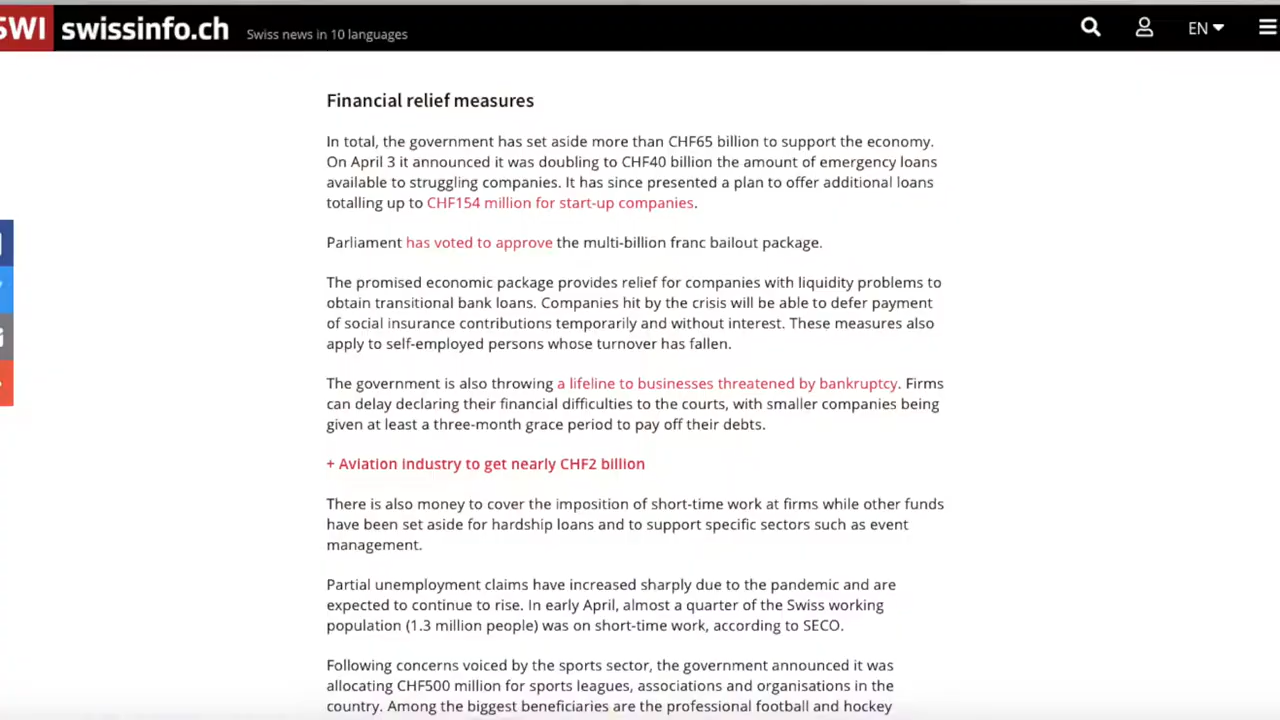 SWI swissinfo.ch Swiss news in 10 languages EN
Financial relief measures
In total, the government has set aside more than CHF65 billion to support the economy.
On April 3 it announced it was doubling to CHF40 billion the amount of emergency loans
available to struggling companies. It has since presented a plan to offer additional loans
totalling up to CHF154 million for start-up companies.
Parliament has voted to approve the multi-billion franc bailout package.
The promised economic package provides relief for companies with liquidity problems to
obtain transitional bank loans. Companies hit by the crisis will be able to defer payment
of social insurance contributions temporarily and without interest. These measures also
apply to self-employed persons whose turnover has fallen.
The government is also throwing a lifeline to businesses threatened by bankruptcy. Firms
can delay declaring their financial difficulties to the courts, with smaller companies being
given at least a three-month grace period to pay off their debts.
+ Aviation industry to get nearly CHF2 billion
There is also money to cover the imposition of short-time work at firms while other funds
have been set aside for hardship loans and to support specific sectors such as event
management.
Partial unemployment claims have increased sharply due to the pandemic and are
expected to continue to rise. In early April, almost a quarter of the Swiss working
population (1.3 million people) was on short-time work, according to SECO.
Following concerns voiced by the sports sector, the government announced it was
allocating CHF500 million for sports leagues, associations and organisations in the
country. Among the biggest beneficiaries are the professional football and hockey